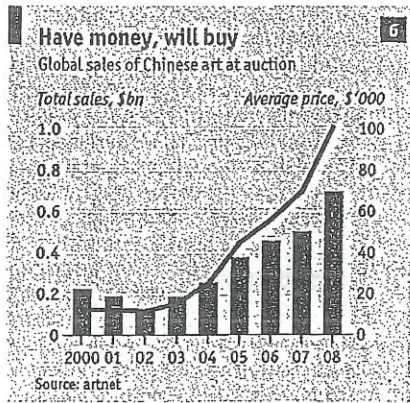 Have money, will buy
6
Global sales of Chinese art at auction
Total sales, $bn
Average price, $'000
1.0
100
0.8
80
0.6
60
0.4
40
0.2
20
0
0
2000 01 02 03 04 05 06 07 08
Source: artnet